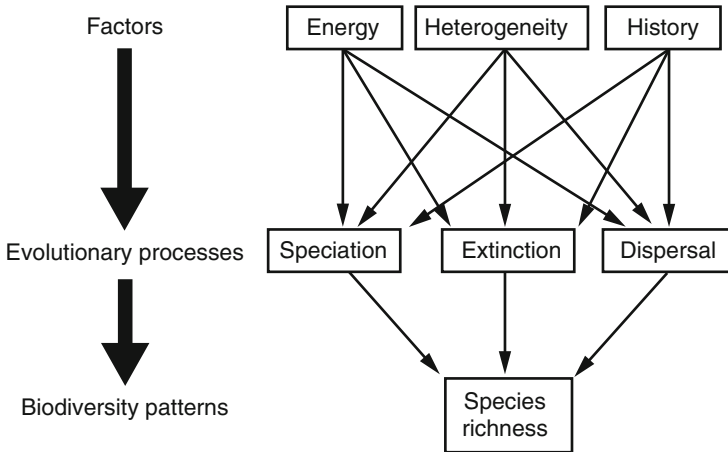 Factors
Energy
Heterogeneity
History
Evolutionary processes
Speciation
Extinction
Dispersal
Biodiversity patterns
Species
richness